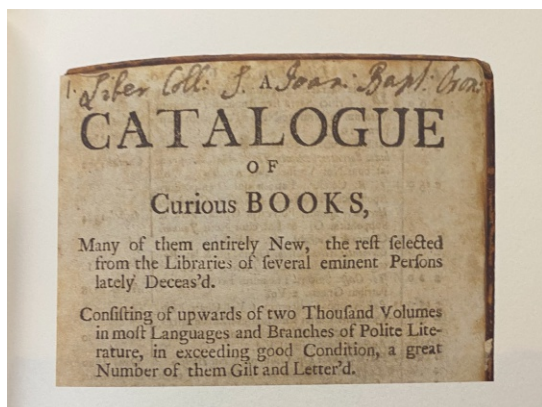 Liber Coll: S. Joan: Bapt: Oxon:
A
CATALOGUE
OF
Curious BOOKS,
Many of them entirely New, the reſt ſelected
from the Libraries of ſeveral eminent Perſons
lately Deceas'd.
Conſiſting of upwards of two Thouſand Volumes
in moſt Languages and Branches of Polite Lite-
rature, in exceeding good Condition, a great
Number of them Gilt and Letter'd.